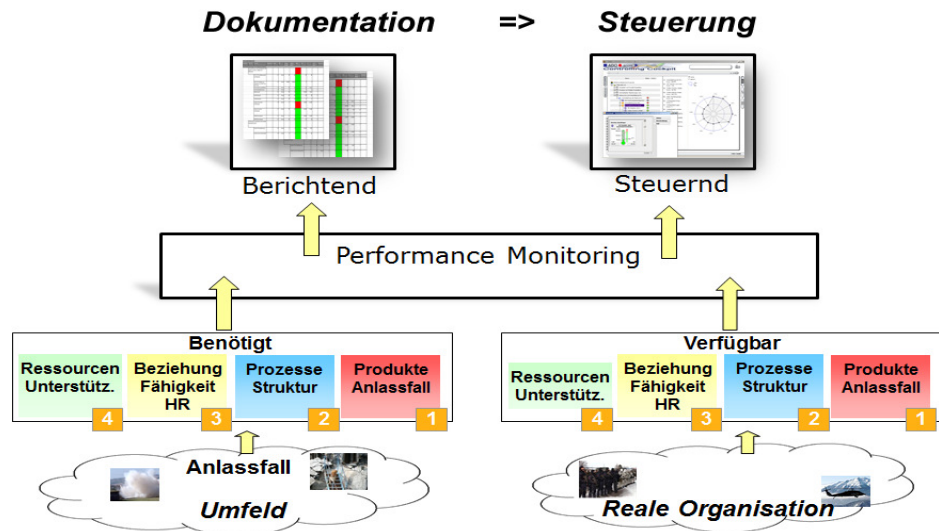 Dokumentation => Steuerung
Berichtend
Steuernd
Performance Monitoring
Benötigt
Ressourcen
Unterstütz.
4
Beziehung
Fähigkeit
HR
3
Prozesse
Struktur
2
Produkte
Anlassfall
1
Verfügbar
Ressourcen
Unterstütz.
4
Beziehung
Fähigkeit
HR
3
Prozesse
Struktur
2
Produkte
Anlassfall
1
Anlassfall
Umfeld
Reale Organisation